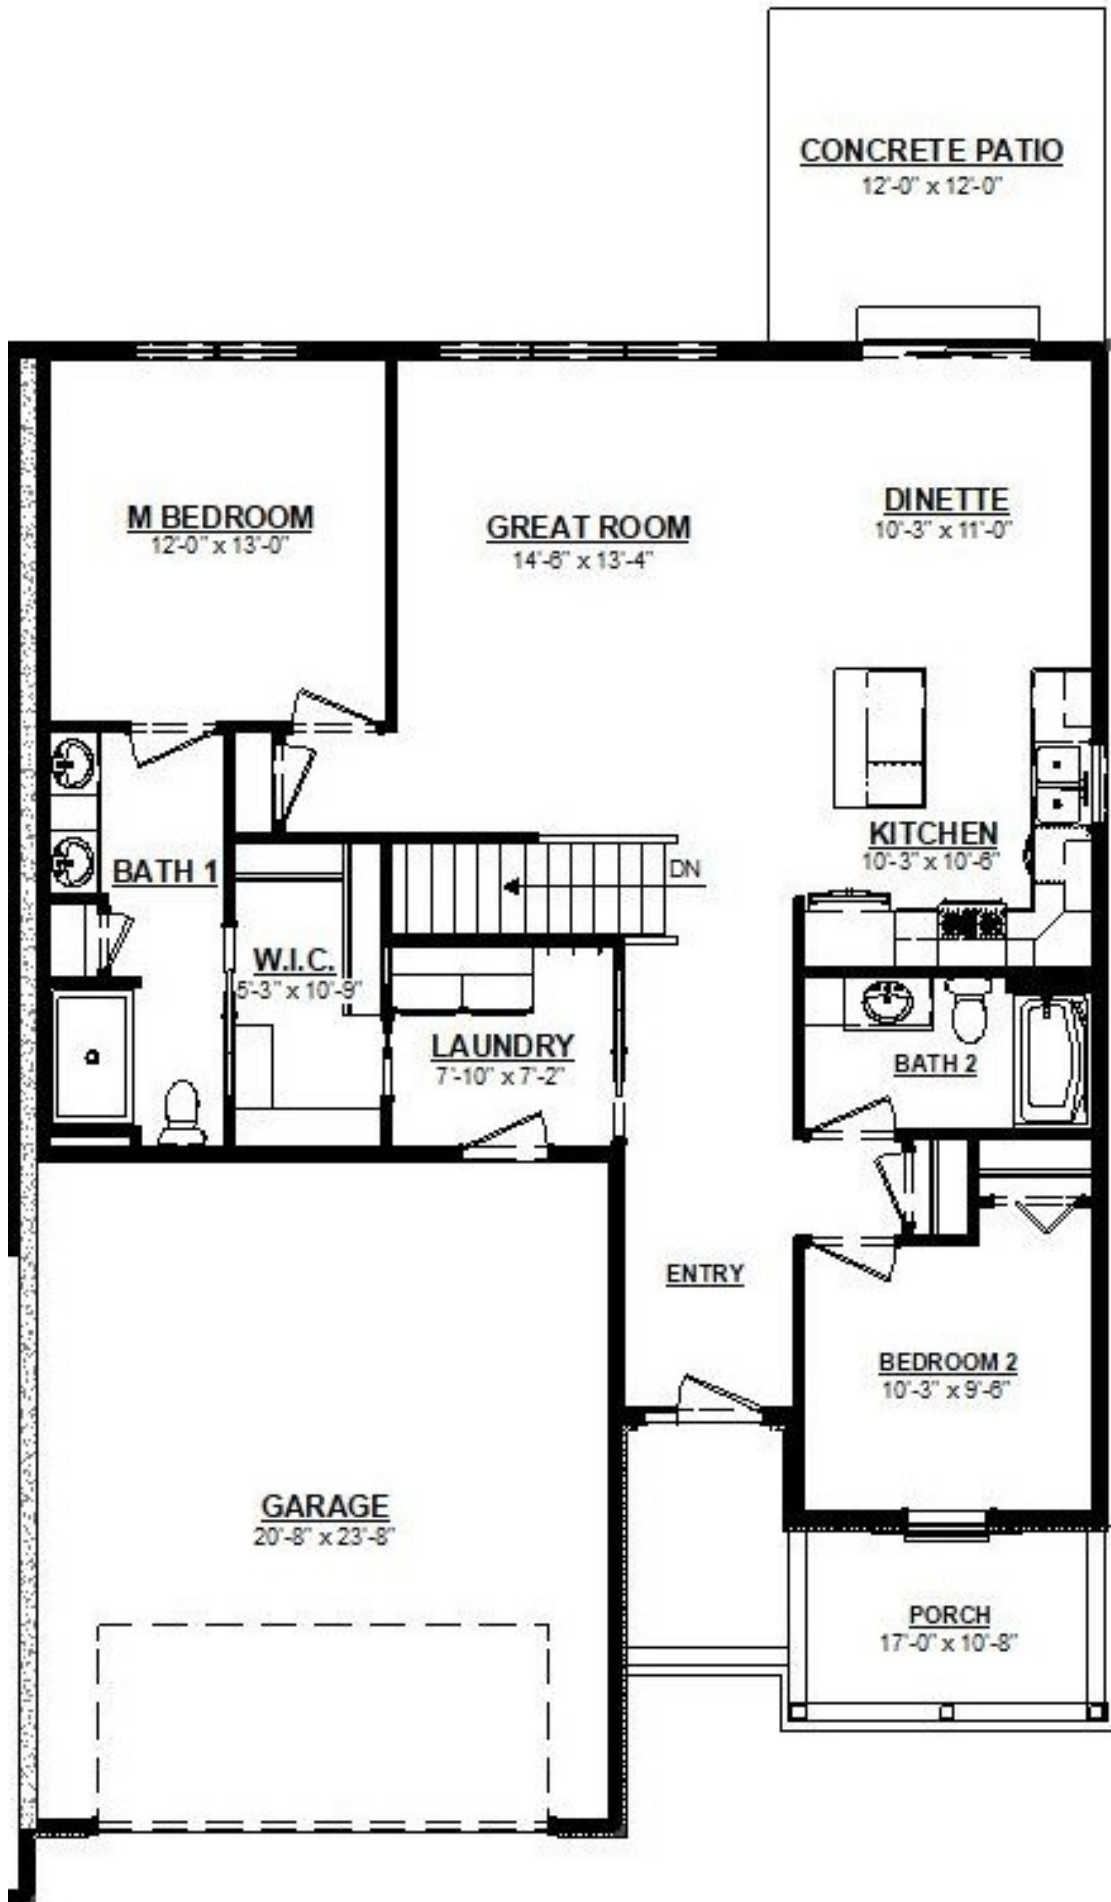 CONCRETE PATIO
12'-0" x 12'-0"
M BEDROOM
12'-0" x 13'-0"
GREAT ROOM
14'-6" x 13'-4"
DINETTE
10'-3" x 11'-0"
KITCHEN
10'-3" x 10'-6"
BATH 1
DN
W.I.C.
5'-3" x 10'-9"
LAUNDRY
7'-10" x 7'-2"
BATH 2
ENTRY
BEDROOM 2
10'-3" x 9'-6"
GARAGE
20'-8" x 23'-8"
PORCH
17'-0" x 10'-8"